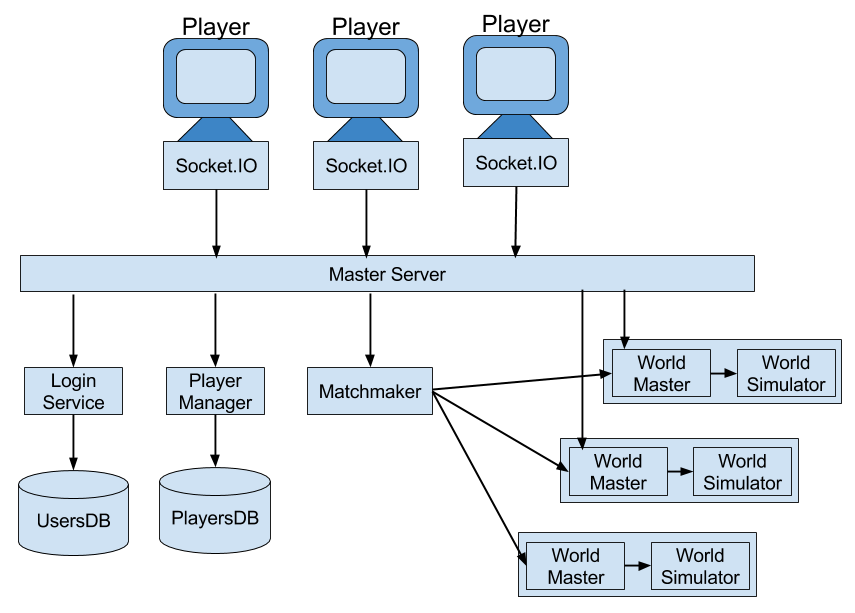 Player
Player
Player
Socket.IO
Socket.IO
Socket.IO
Master Server
Login
Service
Player
Manager
Matchmaker
World
Master
World
Simulator
World
Master
World
Simulator
UsersDB
PlayersDB
World
Master
World
Simulator